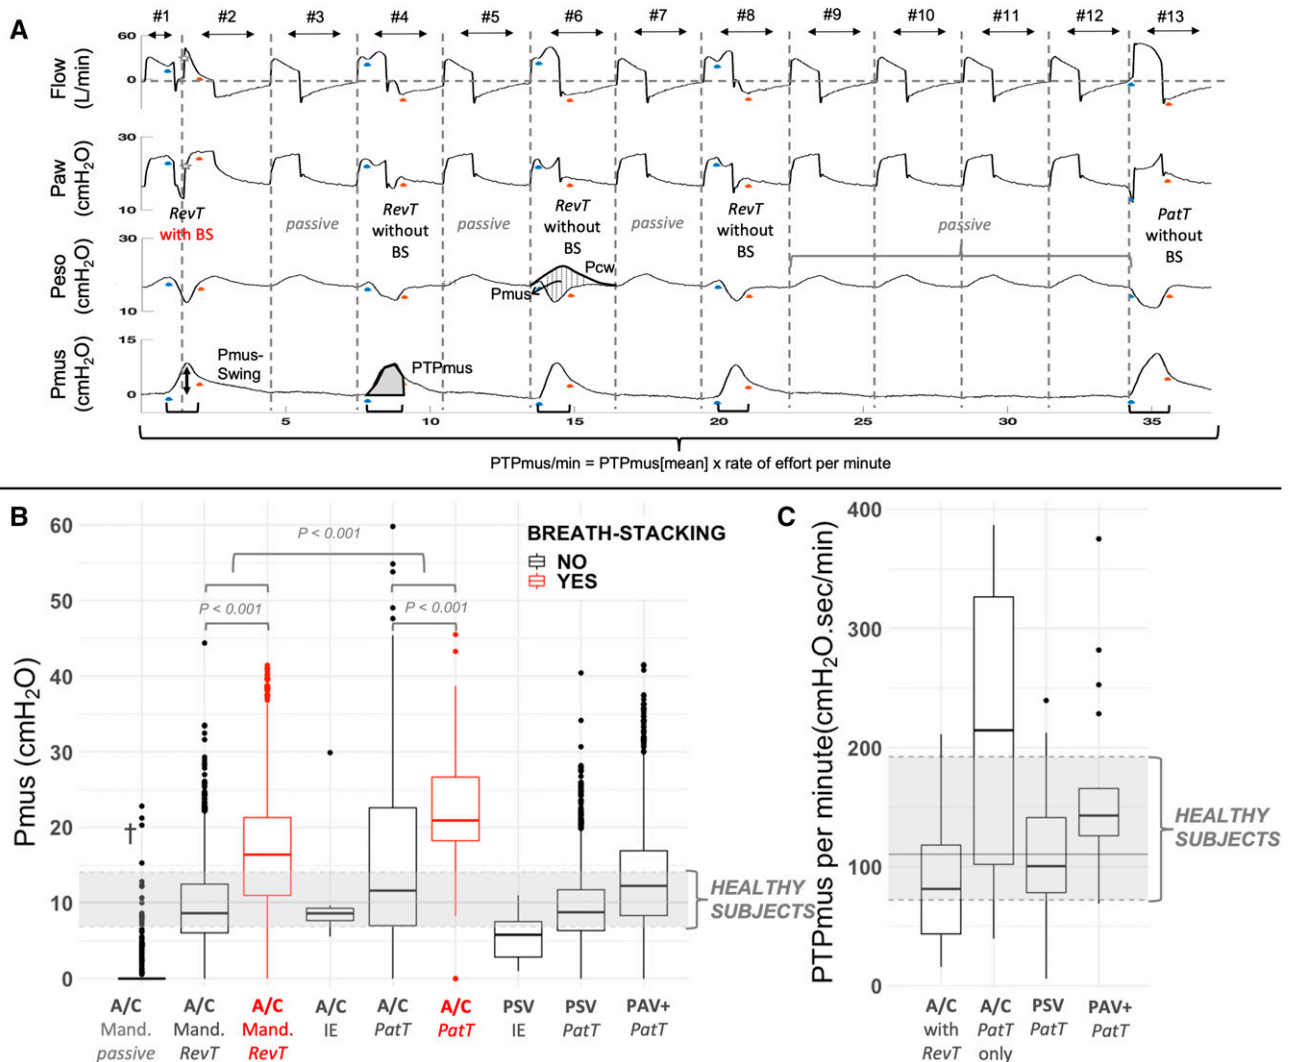 A
#1 #2 #3 #4 #5 #6 #7 #8 #9 #10 #11 #12 #13
Flow
(L/min)
60
0
Paw
(cmH2O)
30
10
RevT
with BS
passive
RevT
without
BS
passive
RevT
without
BS
passive
RevT
without
BS
passive
PatT
without
BS
Peso
(cmH2O)
30
10
Pcw
Pmus
Pmus
(cmH2O)
15
0
Pmus-
Swing
PTPmus
5 10 15 20 25 30 35
PTPmus/min = PTPmus[mean] x rate of effort per minute
B
Pmus (cmH2O)
60
50
40
30
20
10
0
P < 0.001
P < 0.001
P < 0.001
BREATH-STACKING
NO
YES
†
HEALTHY
SUBJECTS
A/C
Mand.
passive
A/C
Mand.
RevT
A/C
Mand.
RevT
A/C
IE
A/C
PatT
A/C
PatT
PSV
IE
PSV
PatT
PAV+
PatT
C
PTPmus per minute(cmH2O.sec/min)
400
300
200
100
0
HEALTHY
SUBJECTS
A/C
with
RevT
A/C
PatT
only
PSV
PatT
PAV+
PatT